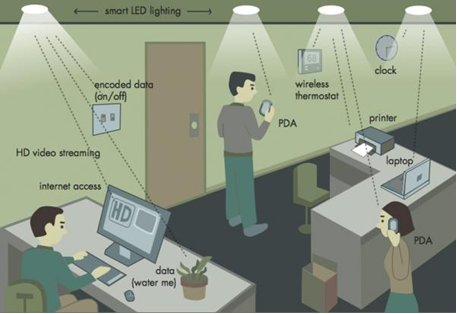 smart LED lighting
encoded data
(on/off)
wireless
thermostat
clock
PDA
printer
HD video streaming
laptop
internet access
HD
PDA
data
(water me)